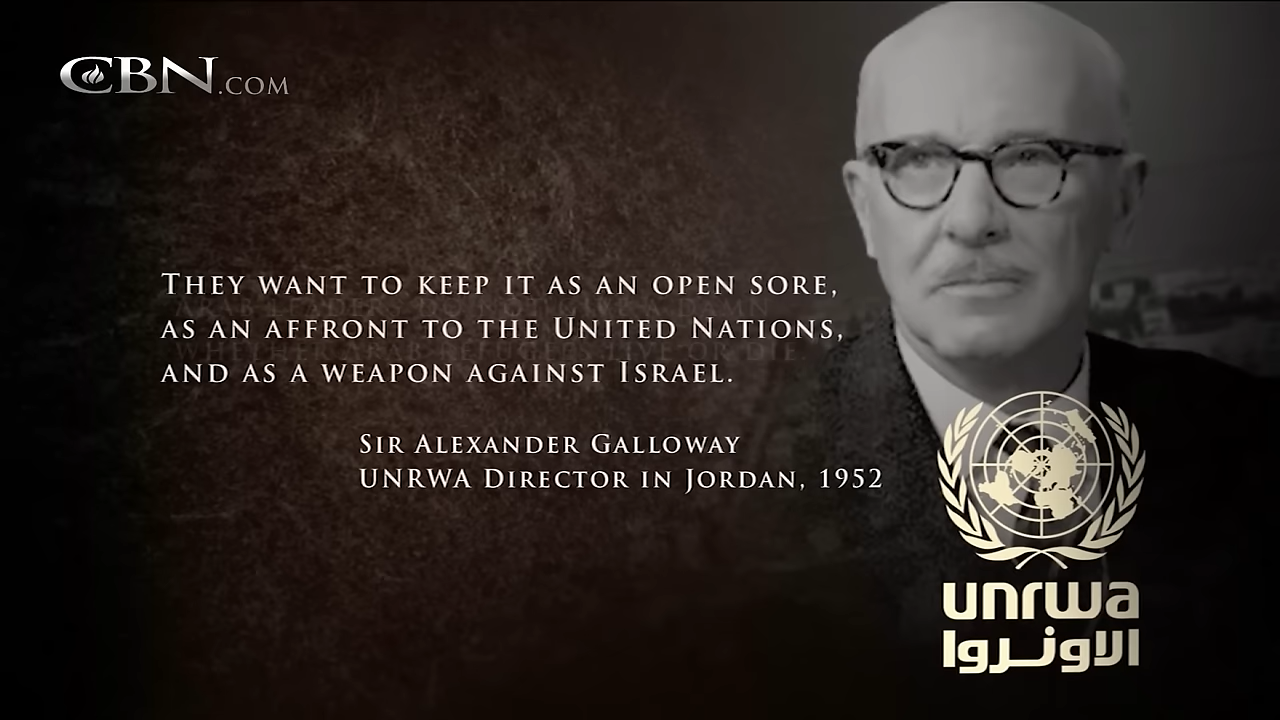 CBN.COM
THEY WANT TO KEEP IT AS AN OPEN SORE,
AS AN AFFRONT TO THE UNITED NATIONS,
AND AS A WEAPON AGAINST ISRAEL.
SIR ALEXANDER GALLOWAY
UNRWA DIRECTOR IN JORDAN, 1952
unrwa
الاونروا